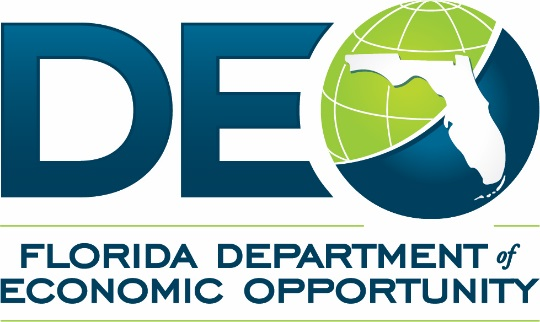 DEO
FLORIDA DEPARTMENT of
ECONOMIC OPPORTUNITY